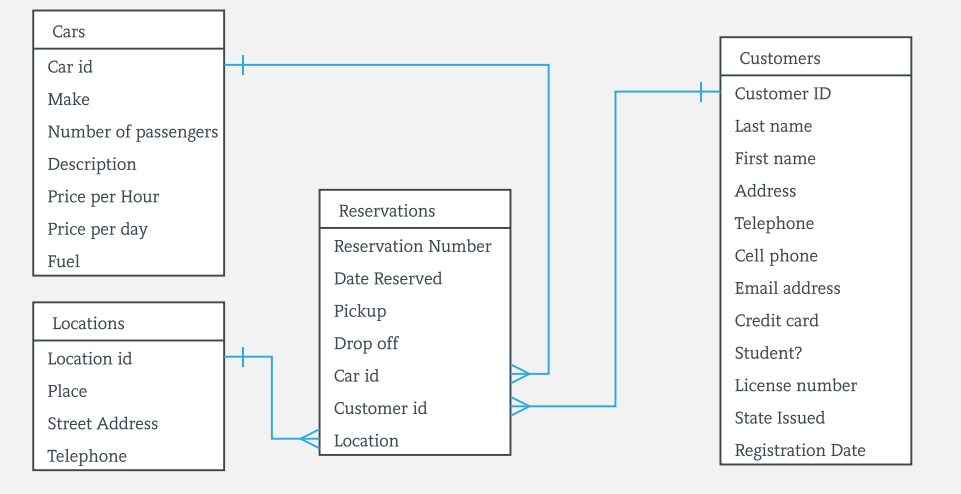 Cars
Car id
Make
Number of passengers
Description
Price per Hour
Price per day
Fuel
Locations
Location id
Place
Street Address
Telephone
Reservations
Reservation Number
Date Reserved
Pickup
Drop off
Car id
Customer id
Location
Customers
Customer ID
Last name
First name
Address
Telephone
Cell phone
Email address
Credit card
Student?
License number
State Issued
Registration Date